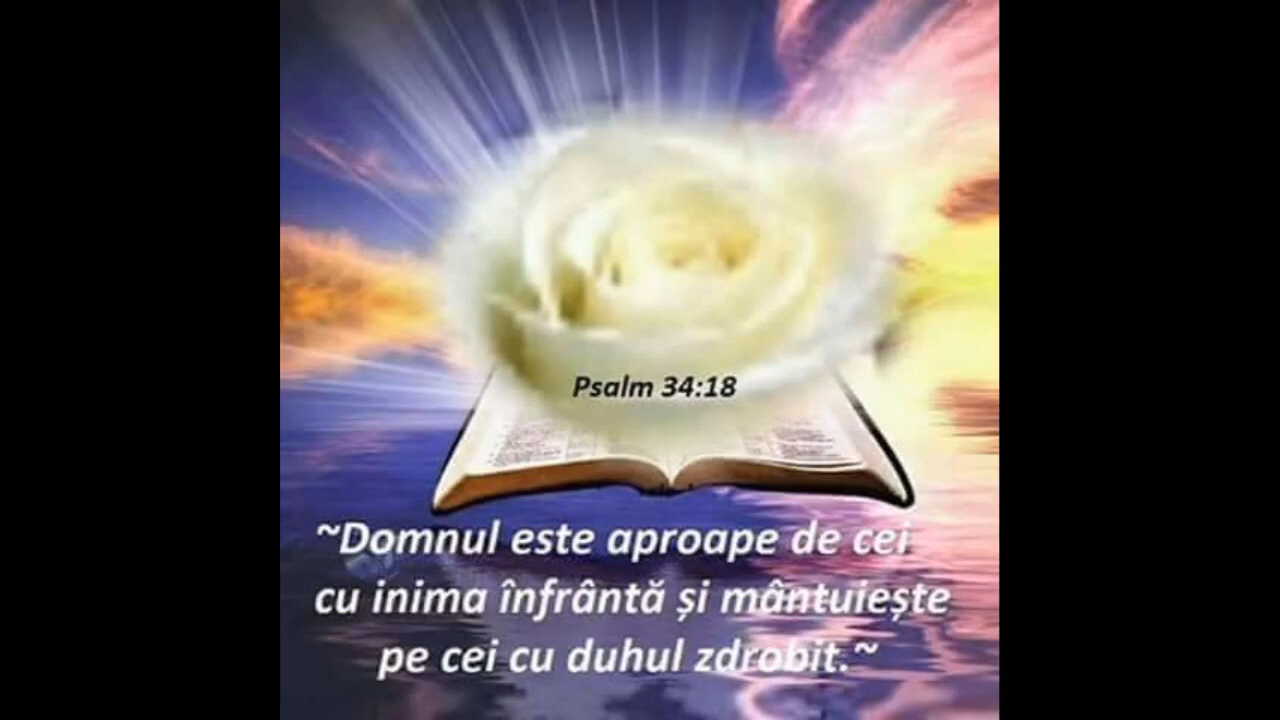 Psalm 34:18
~Domnul este aproape de cei
cu inima înfrântă și mântuiește
pe cei cu duhul zdrobit.~